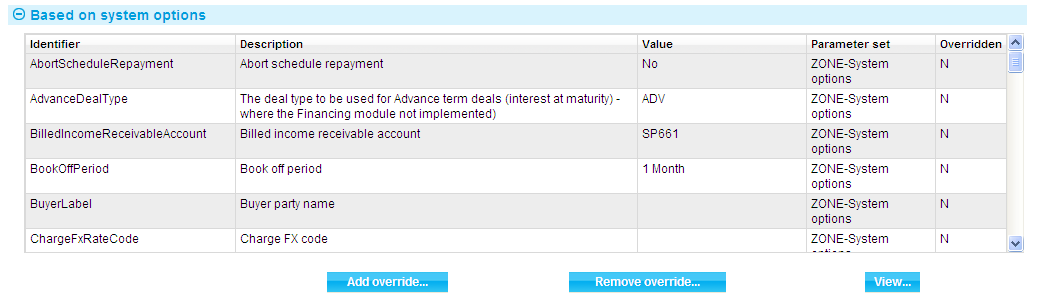 Based on system options
Identifier Description Value Parameter set Overridden
AbortScheduleRepayment Abort schedule repayment No ZONE-System N
options
AdvanceDealType The deal type to be used for Advance term deals (interest at maturity) - ADV ZONE-System N
where the Financing module not implemented) options
BilledIncomeReceivableAccount Billed income receivable account SP661 ZONE-System N
options
BookOffPeriod Book off period 1 Month ZONE-System N
options
BuyerLabel Buyer party name ZONE-System N
options
ChargeFxRateCode Charge FX code ZONE-System N
Add override... Remove override... View...